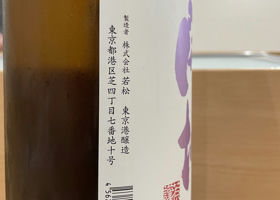 製造者 株式会社若松 東京港醸造
東京都港区芝四丁目七番地十号